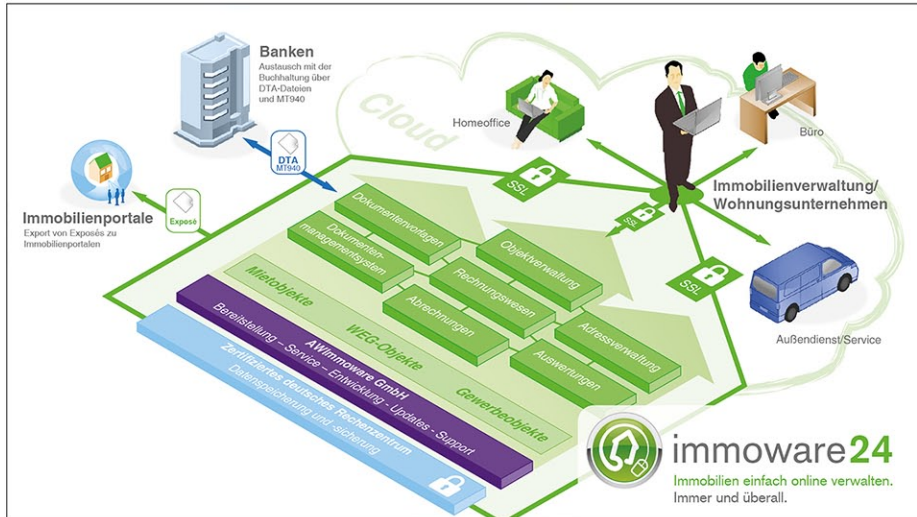 Banken
Austausch mit der
Buchhaltung über
DTA-Dateien
und MT940
Cloud
Homeoffice
Büro
DTA
MT940
SSL
SSL
SSL
Immobilienverwaltung/
Wohnungsunternehmen
Immobilienportale
Export von Exposès zu
Immobilienportalen
Exposè
Dokumentenvorlagen
Dokumenten-
managementsystem
Objektverwaltung
Rechnungswesen
Abrechnungen
Adressverwaltung
Auswertungen
Außendienst/Service
Mietobjekte
WEG-Objekte
Gewerbeobjekte
AWImmoware GmbH
Bereitstellung – Service – Entwicklung - Updates - Support
Zertifiziertes deutsches Rechenzentrum
Datenspeicherung und -sicherung
immoware24
Immobilien einfach online verwalten.
Immer und überall.